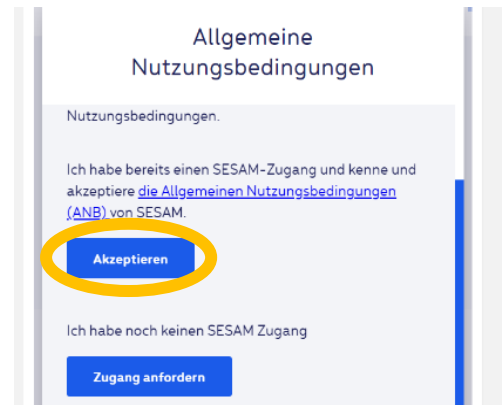 Allgemeine
Nutzungsbedingungen
Nutzungsbedingungen.
Ich habe bereits einen SESAM-Zugang und kenne und
akzeptiere die Allgemeinen Nutzungsbedingungen
(ANB) von SESAM.
Akzeptieren
Ich habe noch keinen SESAM Zugang
Zugang anfordern